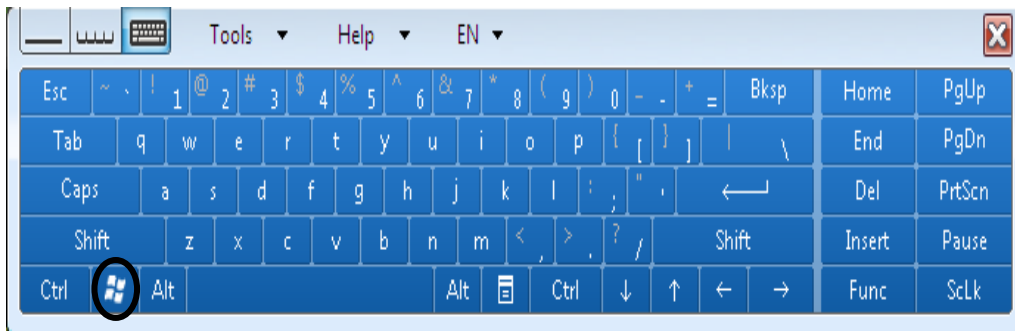 Tools Help EN
Esc ~ ` ! 1 @ 2 # 3 $ 4 % 5 ^ 6 & 7 * 8 ( 9 ) 0 - - + = Bksp Home PgUp
Tab q w e r t y u i o p { [ } ] | \ End PgDn
Caps a s d f g h j k l : ; " ' ← Del PrtScn
Shift z x c v b n m < , > . ? / Shift Insert Pause
Ctrl Alt Alt Ctrl ↓ ↑ ← → Func ScLk